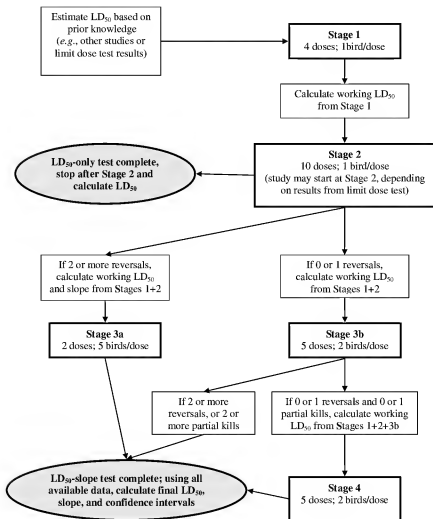 Estimate LD50 based on
prior knowledge
(e.g., other studies or
limit dose test results)
Stage 1
4 doses; 1bird/dose
Calculate working LD50
from Stage 1
Stage 2
10 doses; 1 bird/dose
(study may start at Stage 2, depending
on results from limit dose test)
LD50-only test complete,
stop after Stage 2 and
calculate LD50
If 2 or more reversals,
calculate working LD50
and slope from Stages 1+2
If 0 or 1 reversals,
calculate working LD50
from Stages 1+2
Stage 3a
2 doses; 5 birds/dose
Stage 3b
5 doses; 2 birds/dose
If 2 or more
reversals, or 2 or
more partial kills
If 0 or 1 reversals and 0 or 1
partial kills, calculate working
LD50 from Stages 1+2+3b
LD50-slope test complete; using all
available data, calculate final LD50,
slope, and confidence intervals
Stage 4
5 doses; 2 birds/dose